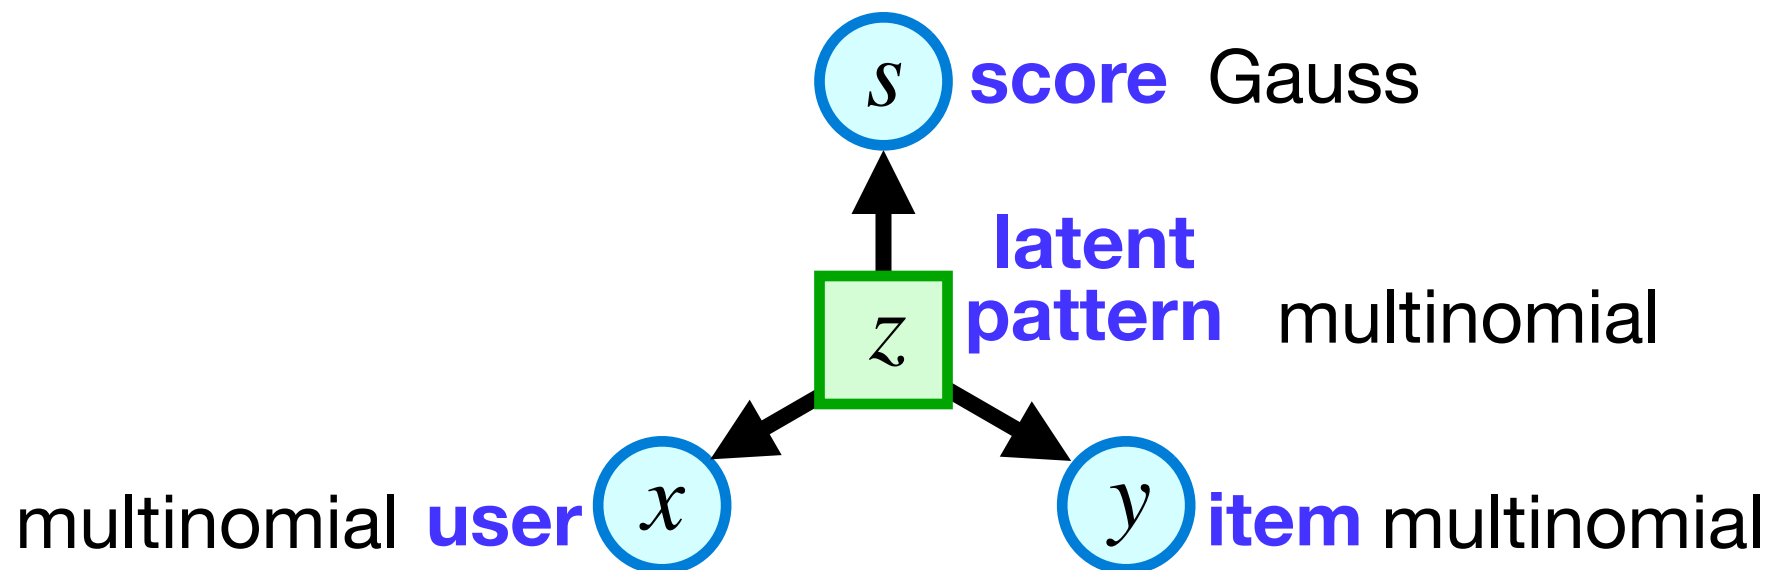 s score Gauss
latent
z pattern multinomial
multinomial user x y item multinomial